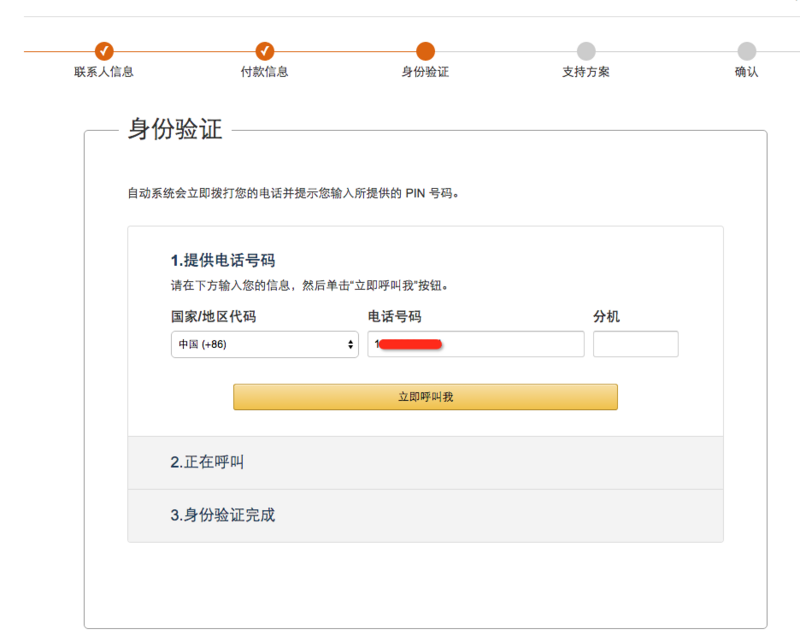 联系人信息 付款信息 身份验证 支持方案 确认
身份验证
自动系统会立即拨打您的电话并提示您输入所提供的 PIN 号码。
1.提供电话号码
请在下方输入您的信息，然后单击“立即呼叫我”按钮。
国家/地区代码 电话号码 分机
中国 (+86) 1
立即呼叫我
2.正在呼叫
3.身份验证完成